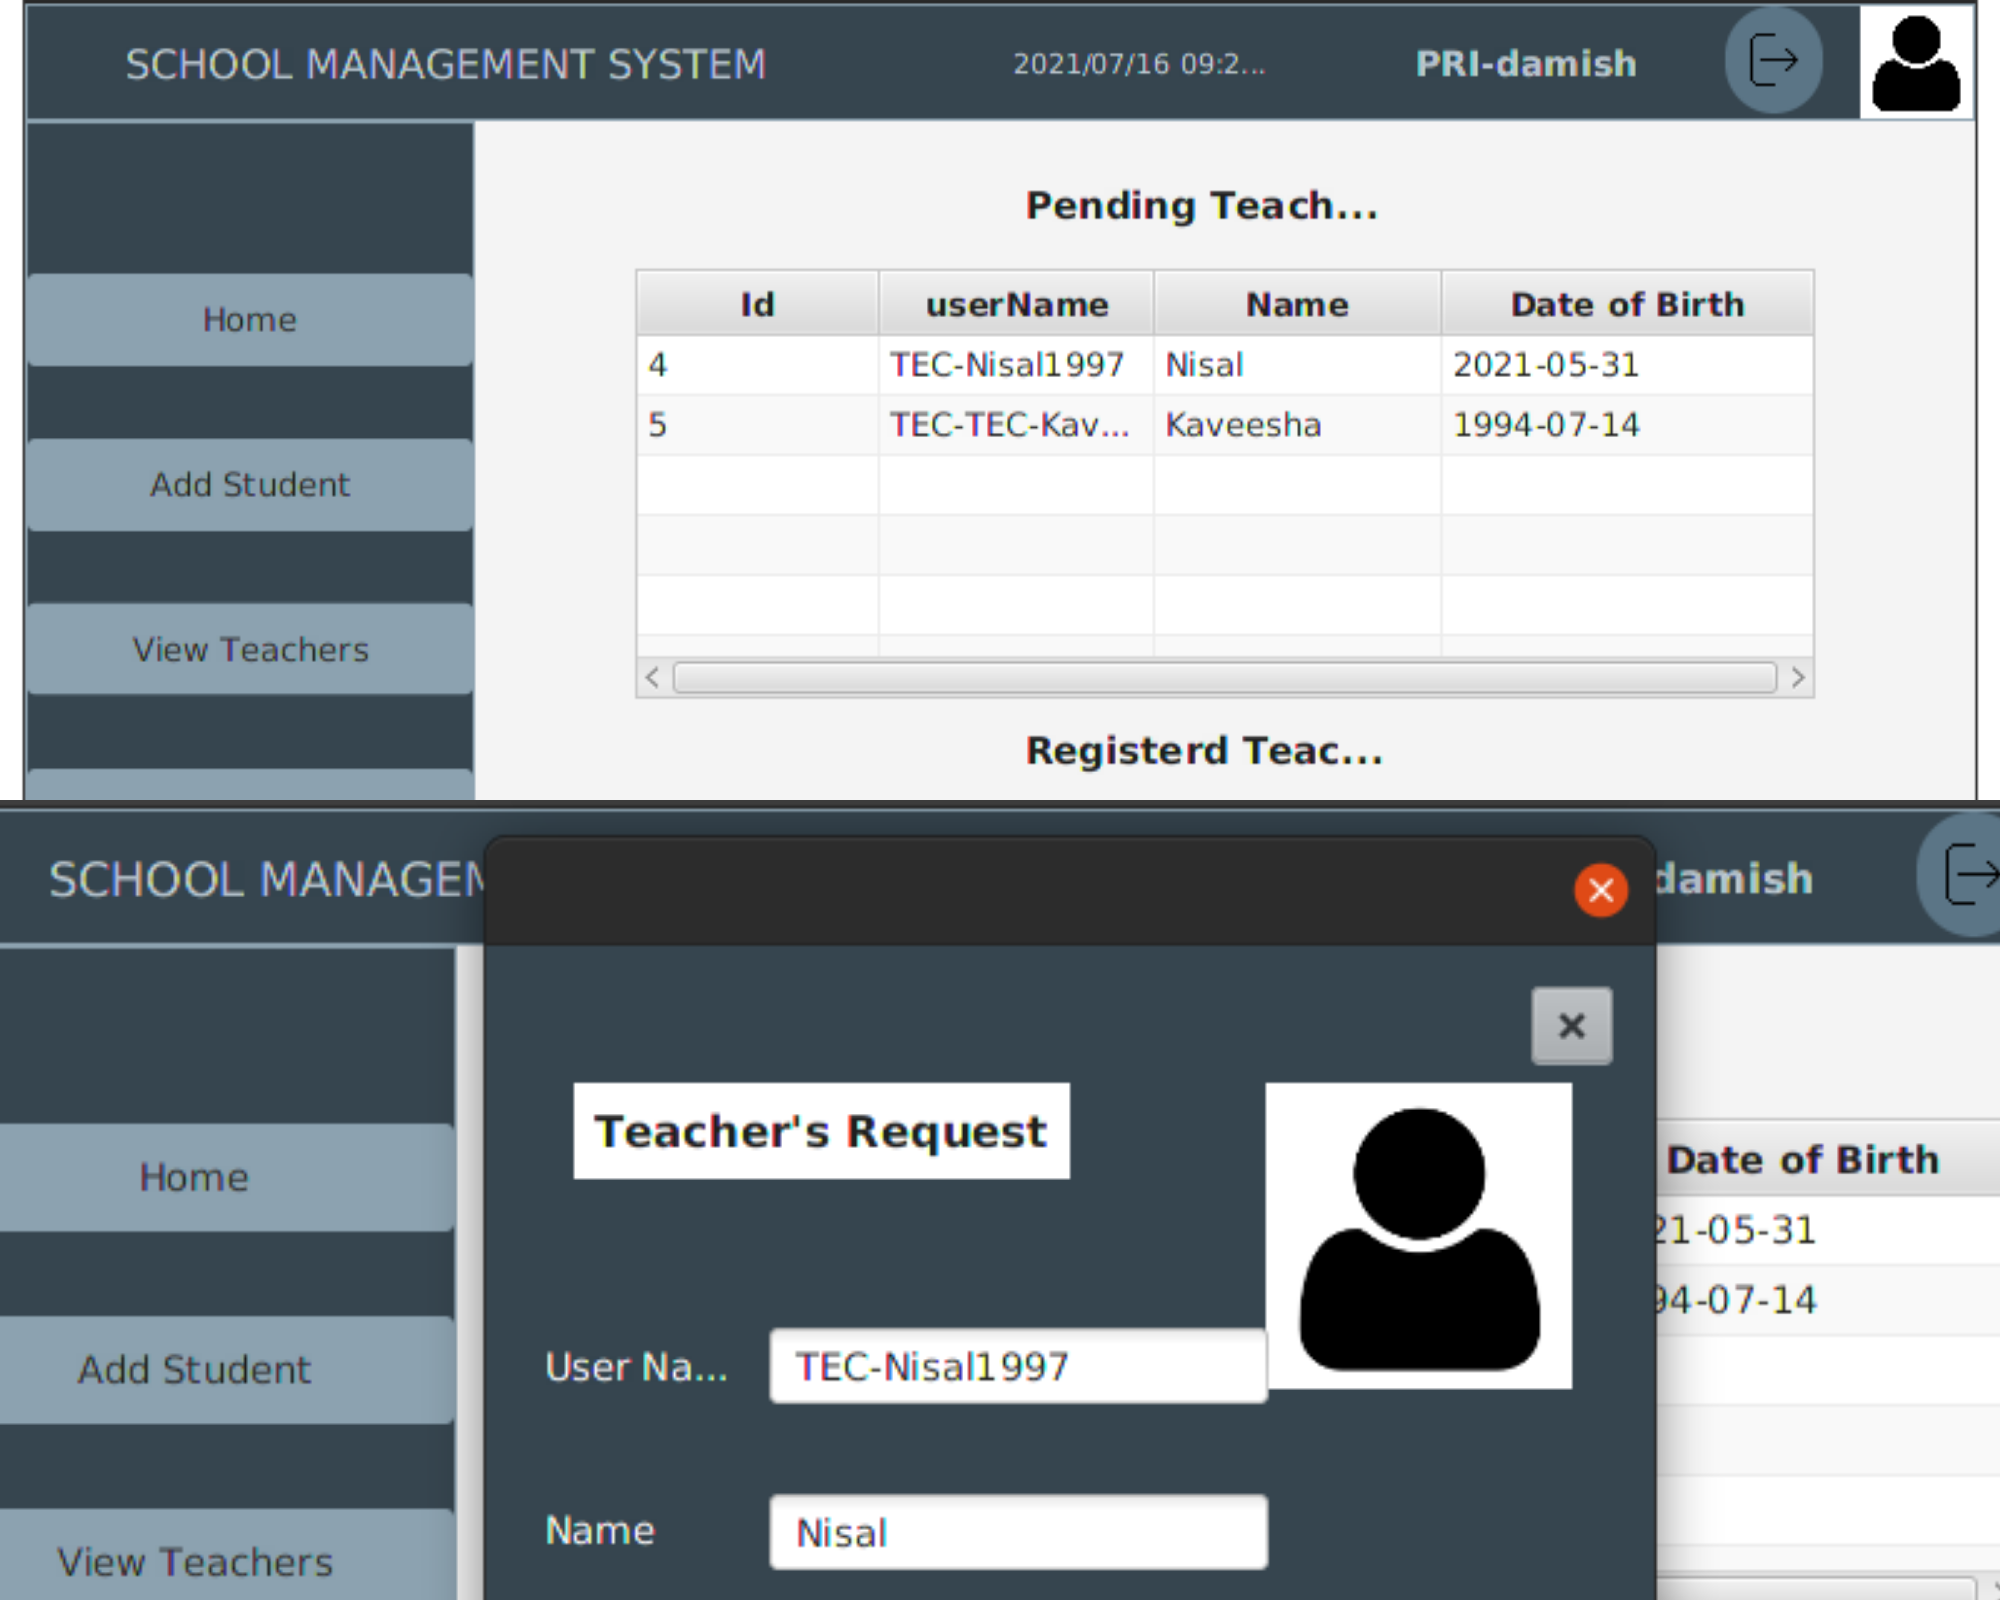 SCHOOL MANAGEMENT SYSTEM 2021/07/16 09:2... PRI-damish
Pending Teach...
Id userName Name Date of Birth
4 TEC-Nisal1997 Nisal 2021-05-31
5 TEC-TEC-Kav... Kaveesha 1994-07-14
Home
Add Student
View Teachers
Registerd Teac...
SCHOOL MANAGEM damish
Teacher's Request
Date of Birth
21-05-31
94-07-14
Home
Add Student
View Teachers
User Na... TEC-Nisal1997
Name Nisal